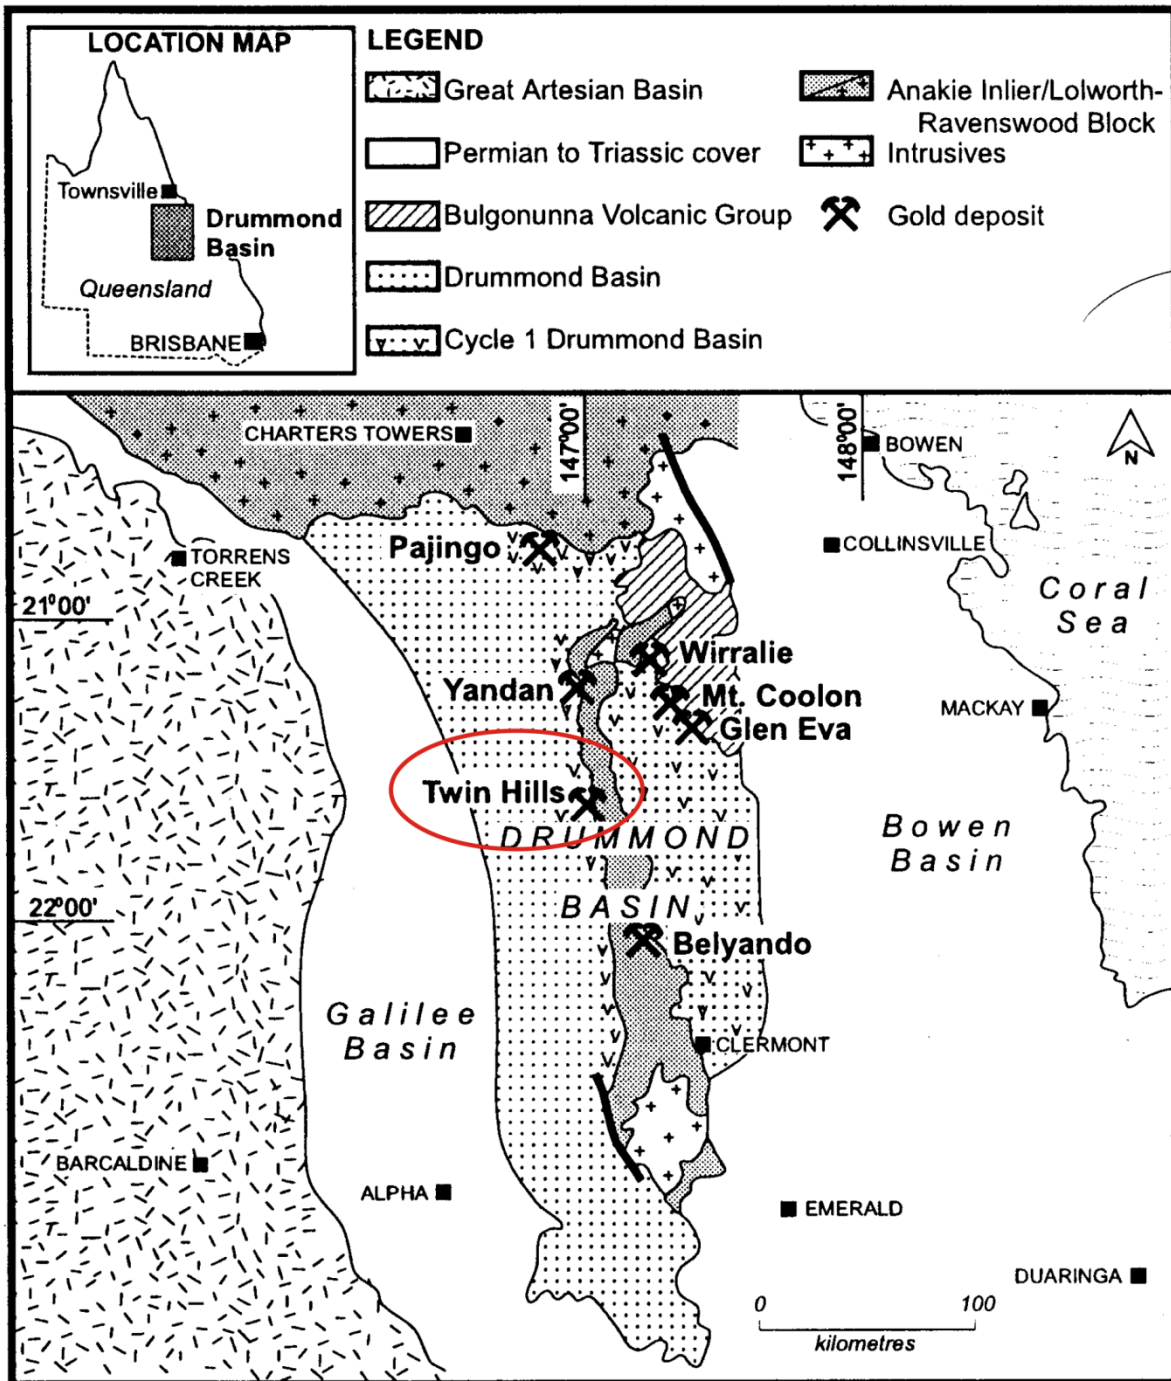 LOCATION MAP
Townsville
Drummond
Basin
Queensland
BRISBANE
LEGEND
Great Artesian Basin
Permian to Triassic cover
Bulgonunna Volcanic Group
Drummond Basin
Cycle 1 Drummond Basin
Anakie Inlier/Lolworth-
Ravenswood Block
Intrusives
Gold deposit
CHARTERS TOWERS
147°00'
148°00'
BOWEN
N
Pajingo
TORRENS
CREEK
COLLINSVILLE
21°00'
Coral
Sea
Wirralie
Yandan
Mt. Coolon
Glen Eva
MACKAY
Twin Hills
DRUMMOND
BASIN
Bowen
Basin
22°00'
Belyando
Galilee
Basin
CLERMONT
BARCALDINE
ALPHA
EMERALD
DUARINGA
0 100
kilometres